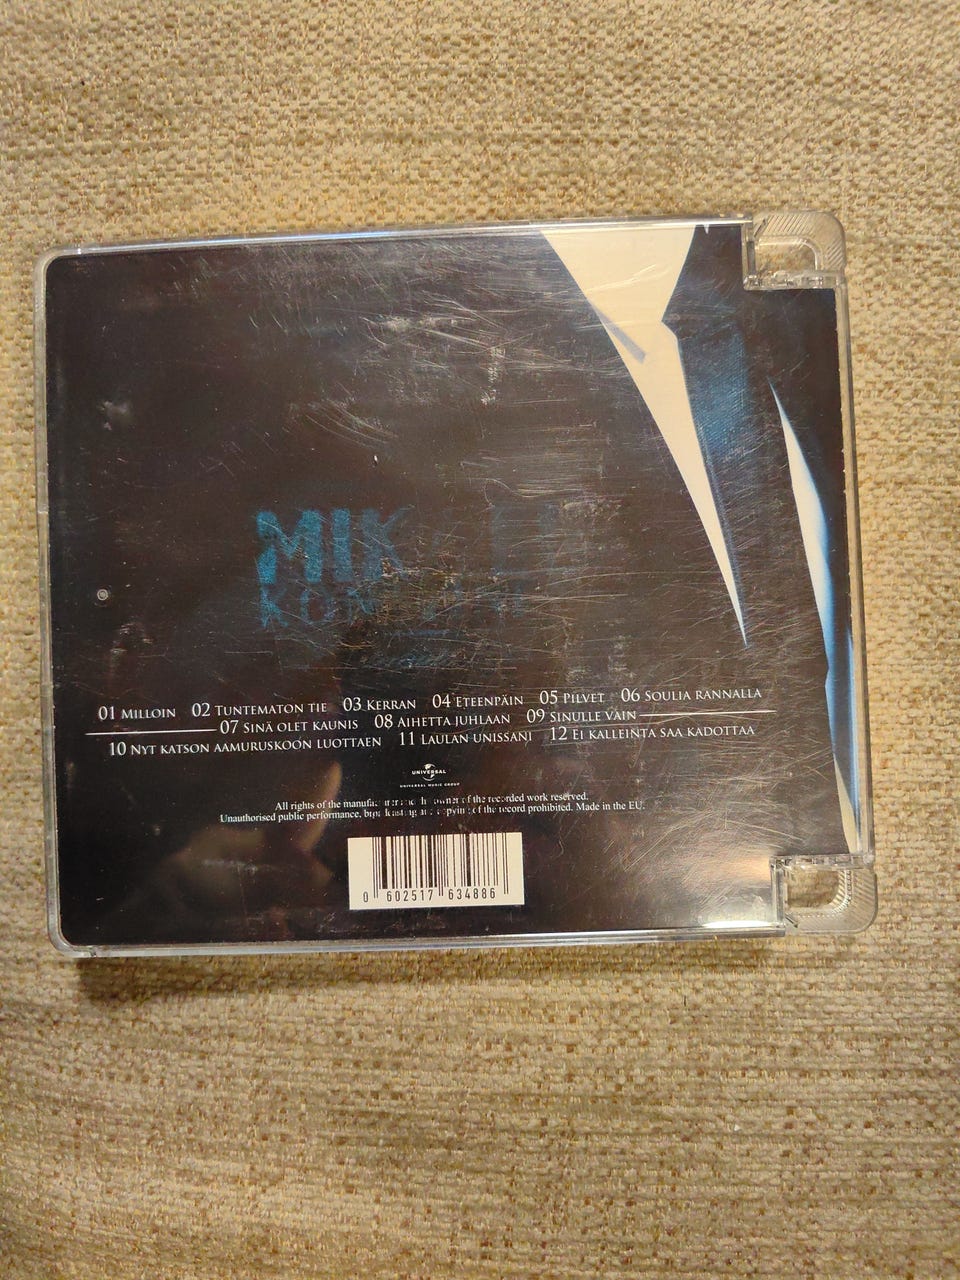 MIK
01 Milloin 02 Tuntematon tie 03 Kerran 04 Eteenpäin 05 Pilvet 06 Soulia rannalla
07 Sinä olet kaunis 08 Aihetta juhlaan 09 Sinulle vain
10 Nyt katson aamuruskoon luottaen 11 Laulan unissani 12 Ei kalleinta saa kadottaa
UNIVERSAL
UNIVERSAL MUSIC GROUP
All rights of the manufacturer and the owner of the recorded work reserved.
Unauthorised public performance, broadcasting and copying of the record prohibited. Made in the EU.
0 602517 634886